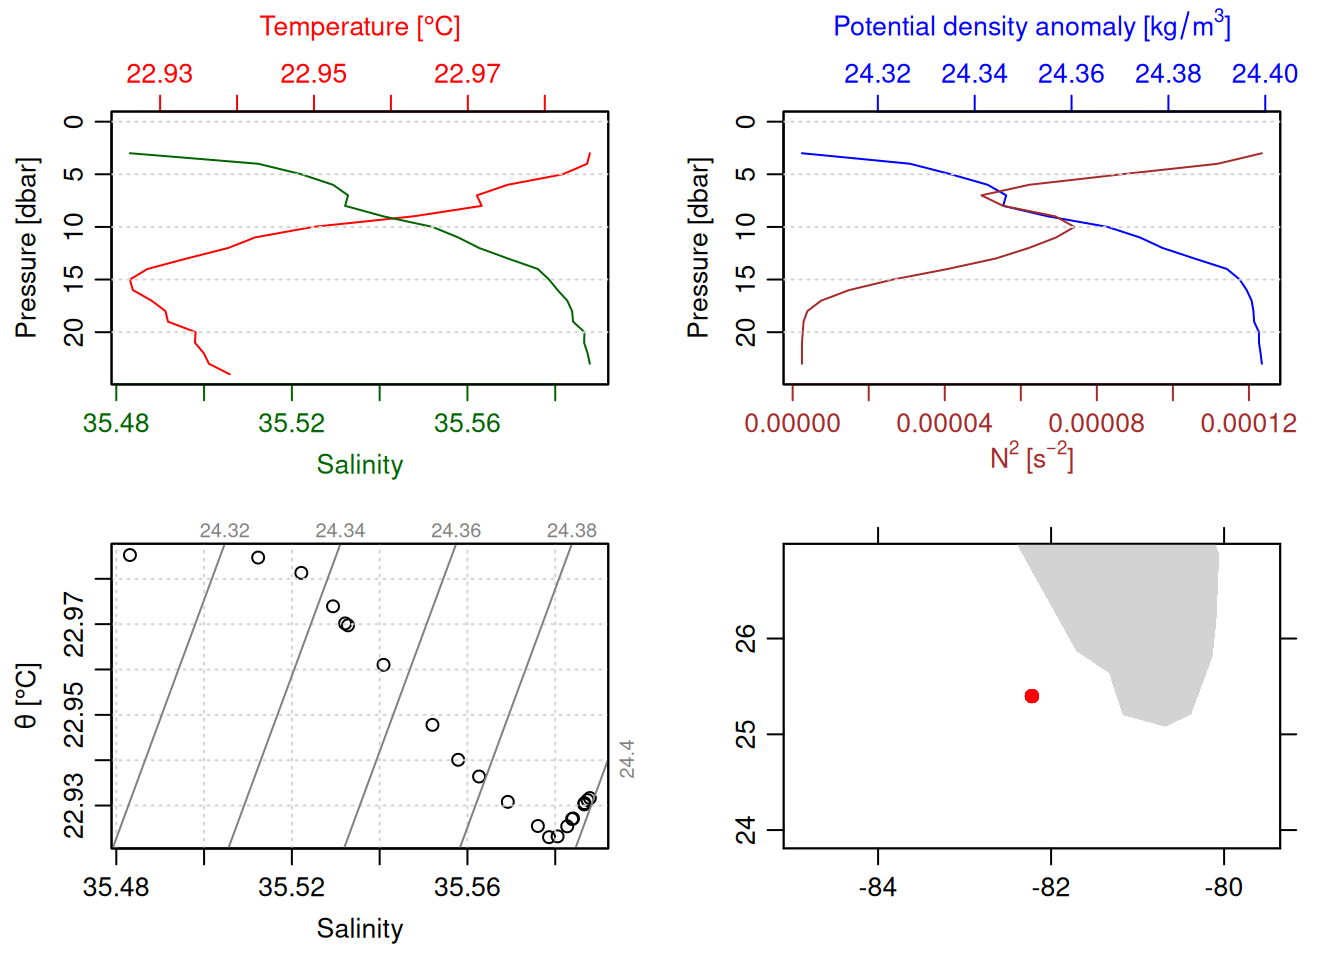 Temperature [°C]
22.93 22.95 22.97
0
5
10
15
20
Pressure [dbar]
35.48 35.52 35.56
Salinity
Potential density anomaly [kg/m³]
24.32 24.34 24.36 24.38 24.40
0
5
10
15
20
Pressure [dbar]
0.00000 0.00004 0.00008 0.00012
N² [s⁻²]
24.32 24.34 24.36 24.38
24.4
22.97
22.95
22.93
θ [°C]
35.48 35.52 35.56
Salinity
26
25
24
-84 -82 -80